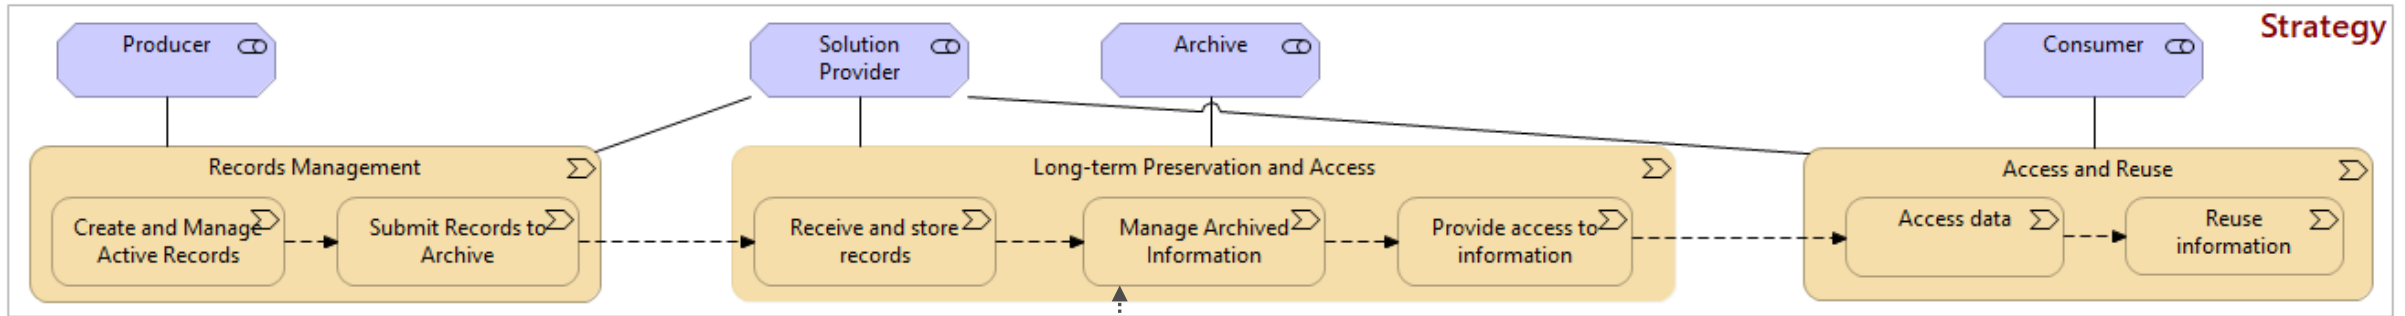 Strategy
Producer
Solution
Provider
Archive
Consumer
Records Management
Create and Manage
Active Records
Submit Records to
Archive
Long-term Preservation and Access
Receive and store
records
Manage Archived
Information
Provide access to
information
Access and Reuse
Access data
Reuse
information